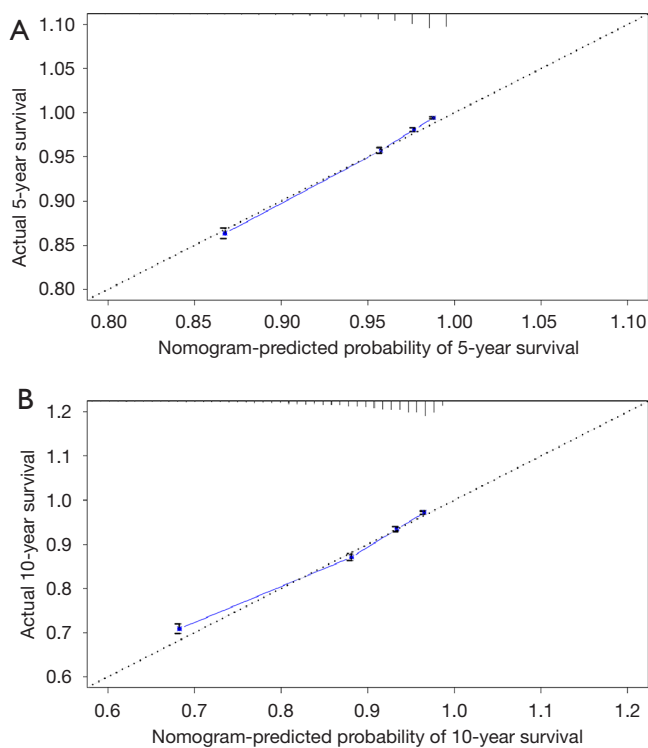 A
1.10
1.05
1.00
0.95
0.90
0.85
0.80
Actual 5-year survival
0.80 0.85 0.90 0.95 1.00 1.05 1.10
Nomogram-predicted probability of 5-year survival
B
1.2
1.1
1.0
0.9
0.8
0.7
0.6
Actual 10-year survival
0.6 0.7 0.8 0.9 1.0 1.1 1.2
Nomogram-predicted probability of 10-year survival